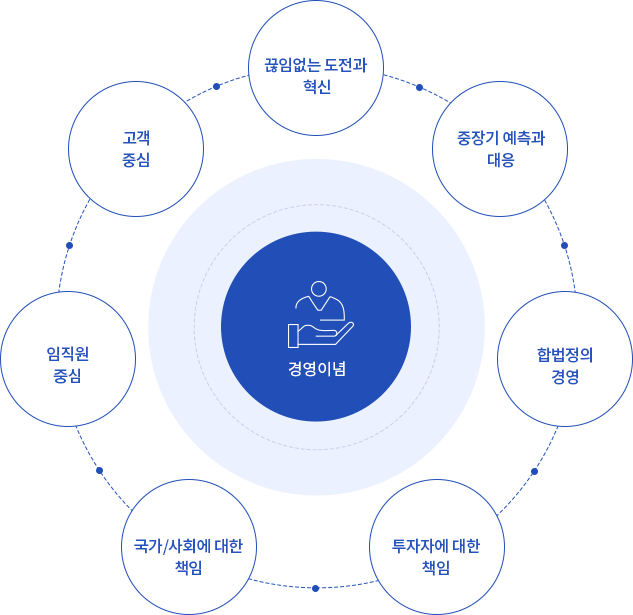 끊임없는 도전과
혁신
고객
중심
중장기 예측과
대응
경영이념
임직원
중심
합법정의
경영
국가/사회에 대한
책임
투자자에 대한
책임